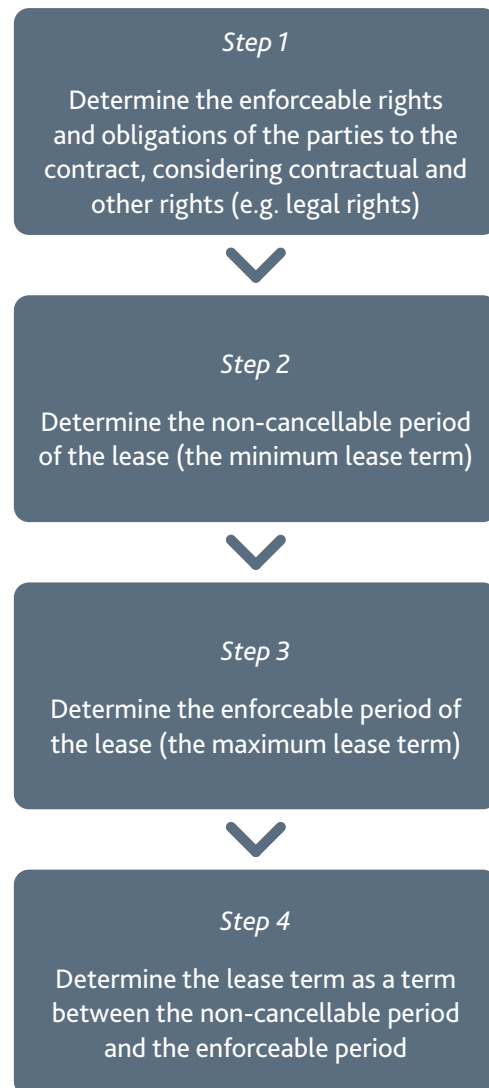 Step 1
Determine the enforceable rights
and obligations of the parties to the
contract, considering contractual and
other rights (e.g. legal rights)
Step 2
Determine the non-cancellable period
of the lease (the minimum lease term)
Step 3
Determine the enforceable period of
the lease (the maximum lease term)
Step 4
Determine the lease term as a term
between the non-cancellable period
and the enforceable period